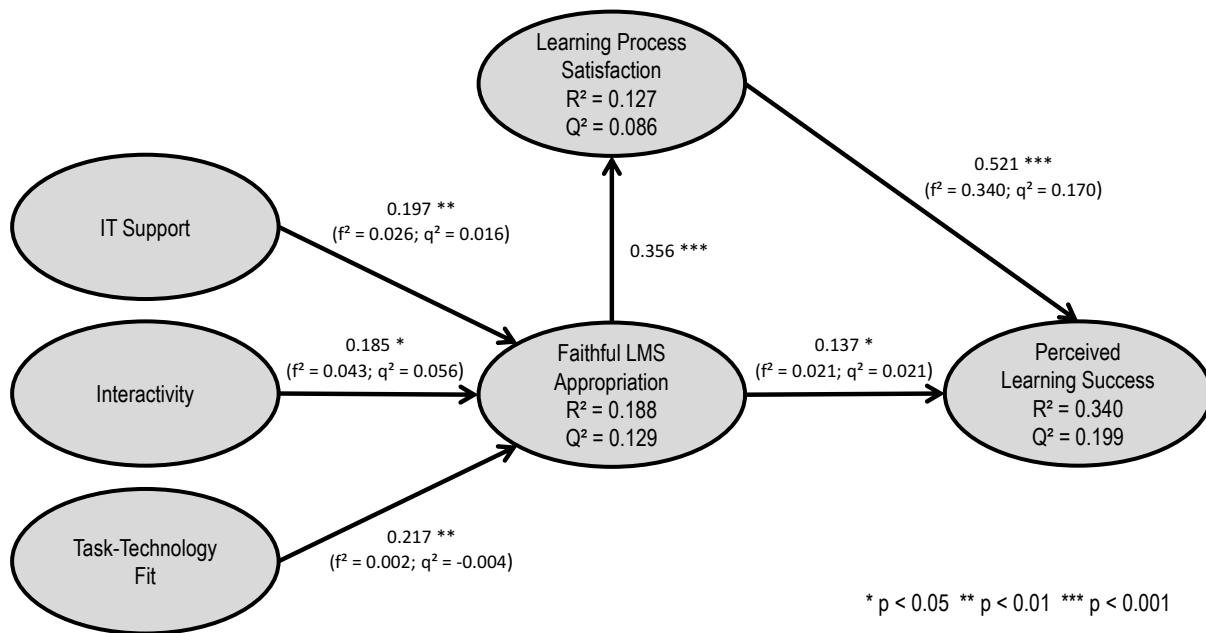 Learning Process
Satisfaction
R² = 0.127
Q² = 0.086
0.521 ***
(f² = 0.340; q² = 0.170)
IT Support
0.197 **
(f² = 0.026; q² = 0.016)
0.356 ***
Interactivity
0.185 *
(f² = 0.043; q² = 0.056)
Faithful LMS
Appropriation
R² = 0.188
Q² = 0.129
0.137 *
(f² = 0.021; q² = 0.021)
Perceived
Learning Success
R² = 0.340
Q² = 0.199
Task-Technology
Fit
0.217 **
(f² = 0.002; q² = -0.004)
* p < 0.05 ** p < 0.01 *** p < 0.001